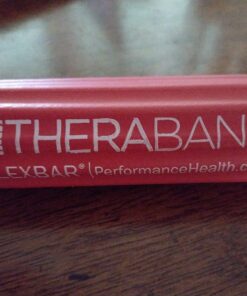 THERABAN
LEXBAR® | PerformanceHealth.c